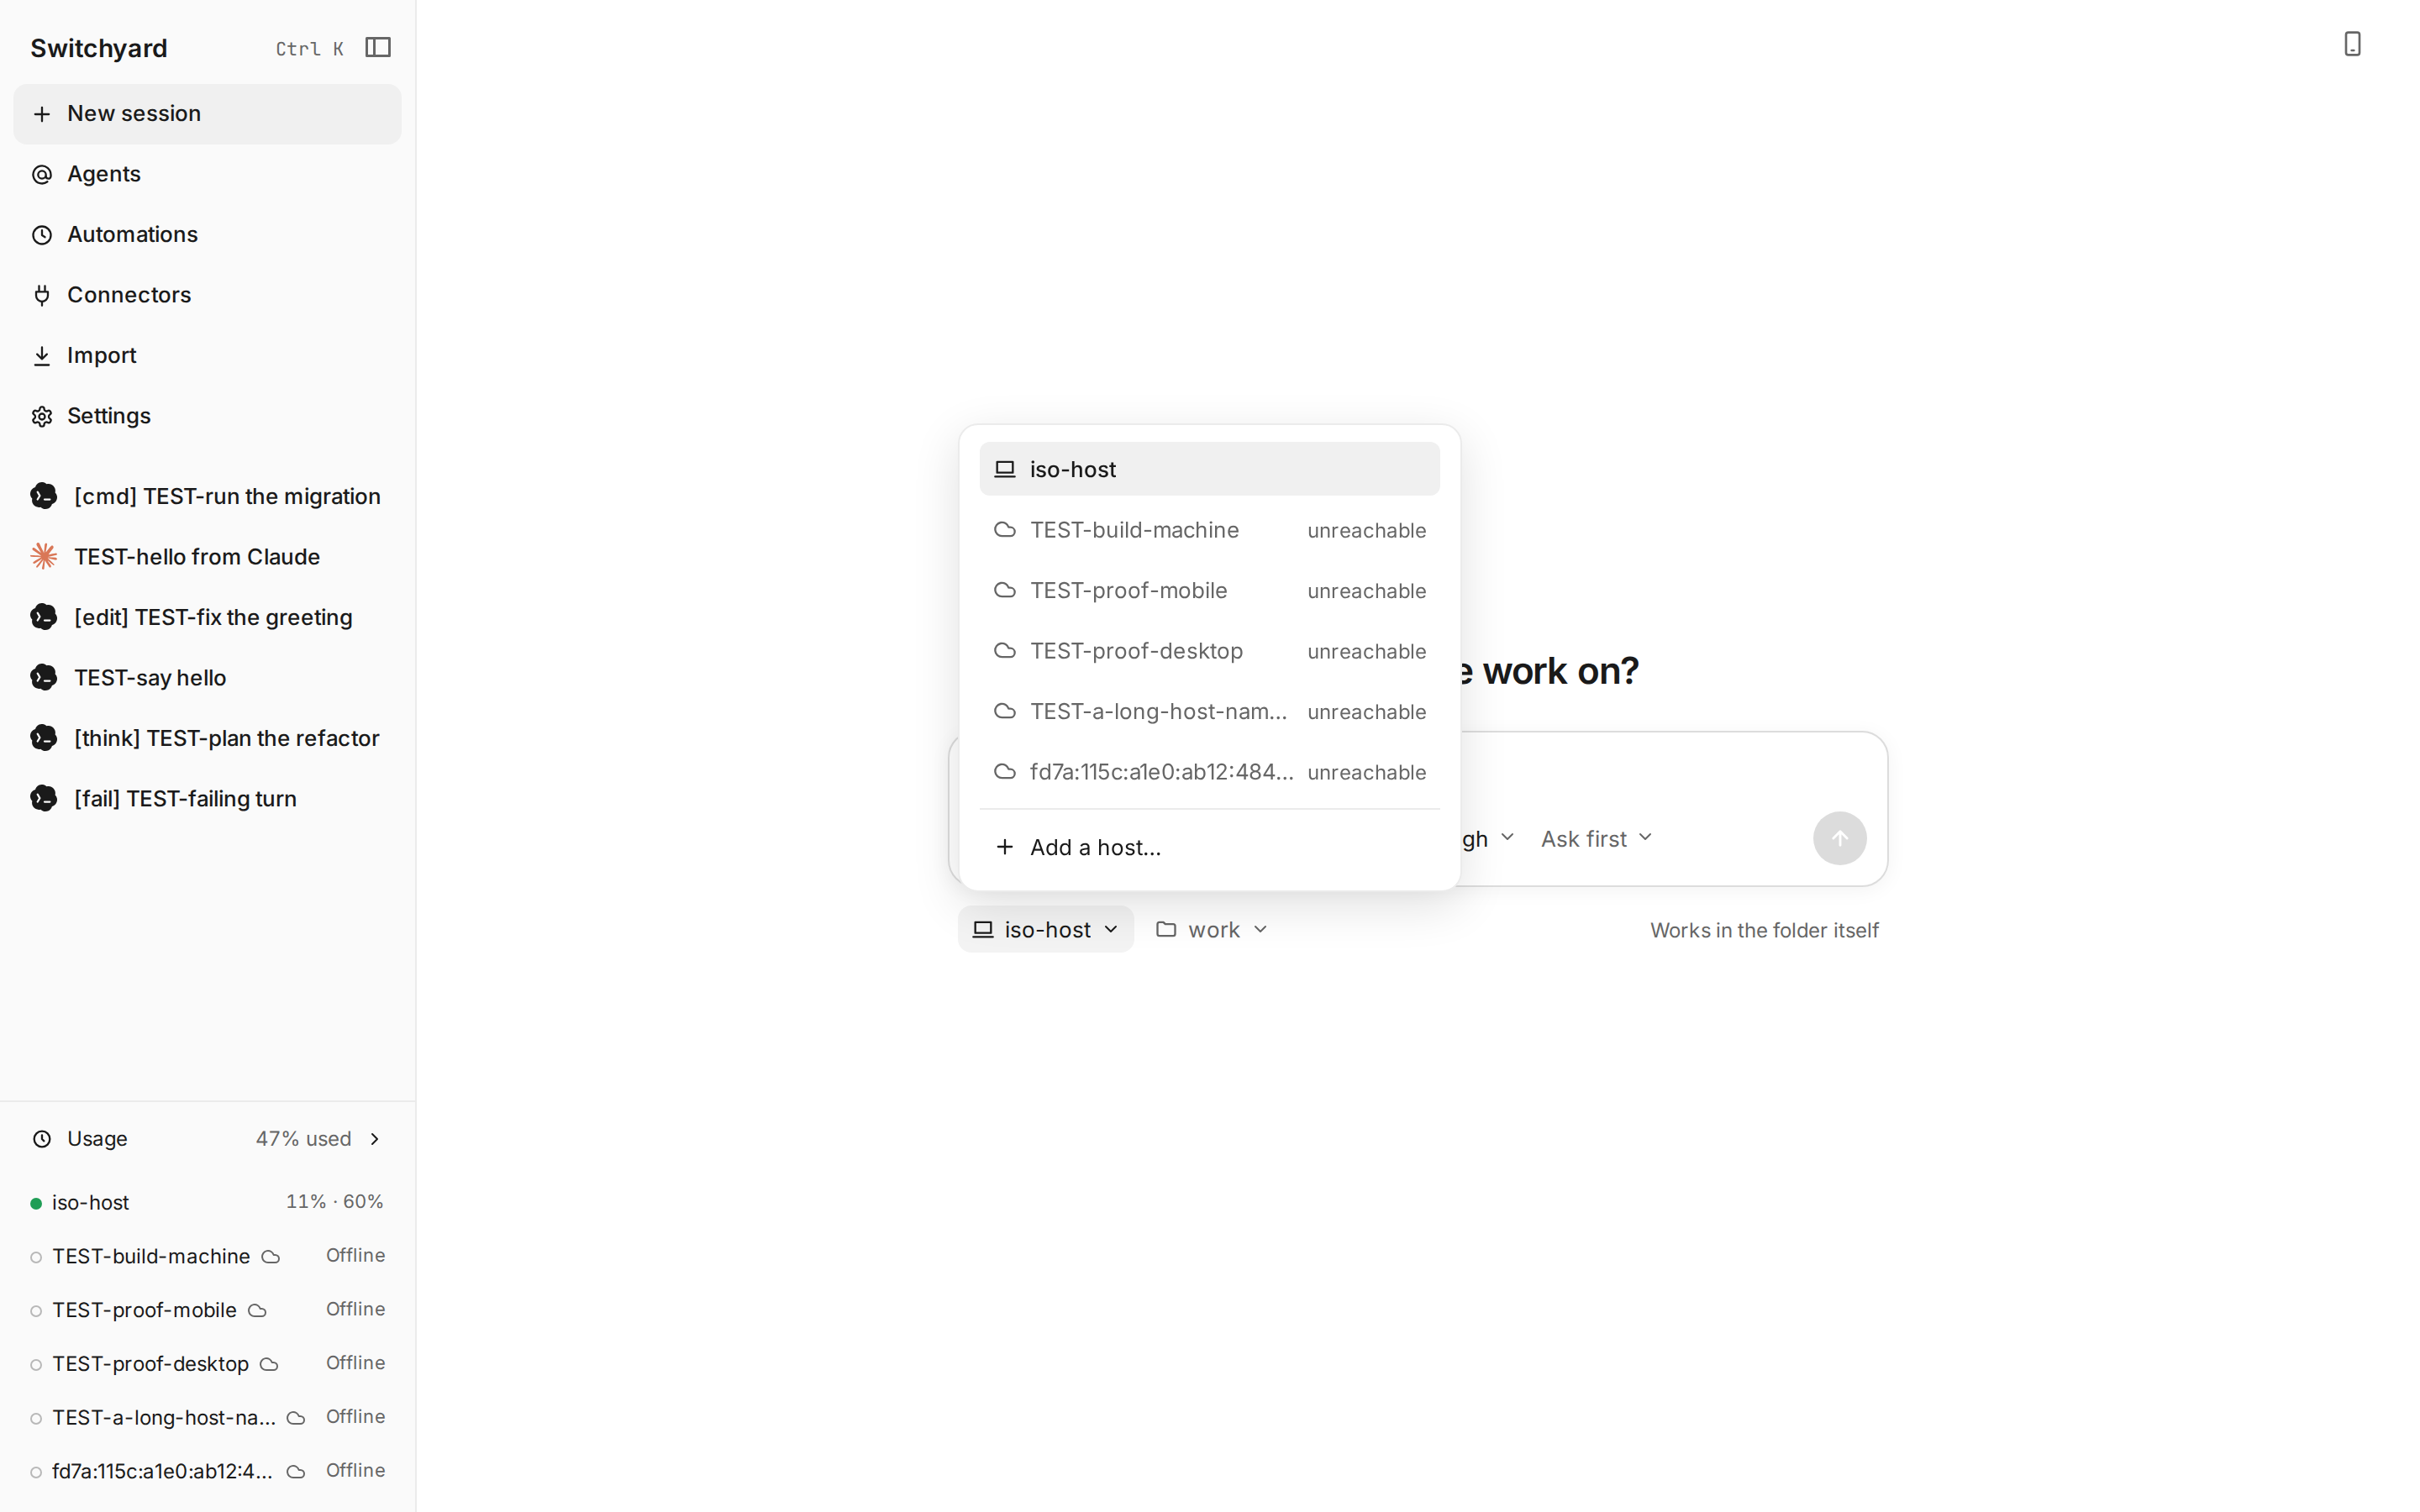 Switchyard Ctrl K
New session
Agents
Automations
Connectors
Import
Settings
[cmd] TEST-run the migration
TEST-hello from Claude
[edit] TEST-fix the greeting
TEST-say hello
[think] TEST-plan the refactor
[fail] TEST-failing turn
Usage 47% used
iso-host 11% · 60%
TEST-build-machine Offline
TEST-proof-mobile Offline
TEST-proof-desktop Offline
TEST-a-long-host-na... Offline
fd7a:115c:a1e0:ab12:4... Offline
iso-host
TEST-build-machine unreachable
TEST-proof-mobile unreachable
TEST-proof-desktop unreachable
TEST-a-long-host-nam... unreachable
fd7a:115c:a1e0:ab12:484... unreachable
Add a host...
e work on?
gh Ask first
iso-host work Works in the folder itself